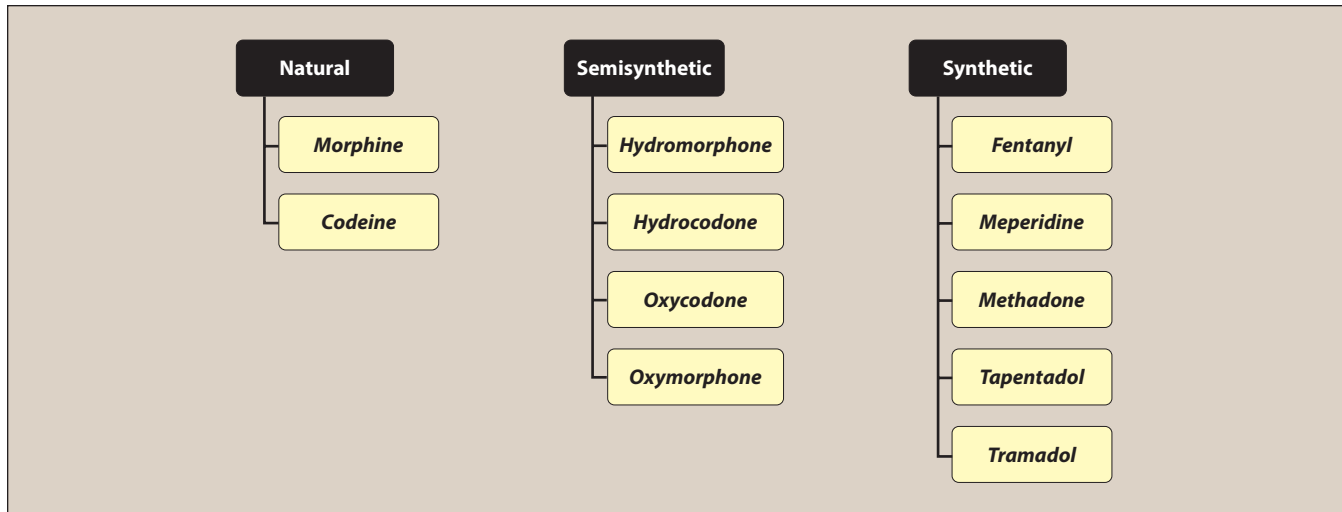 Natural
Morphine
Codeine
Semisynthetic
Hydromorphone
Hydrocodone
Oxycodone
Oxymorphone
Synthetic
Fentanyl
Meperidine
Methadone
Tapentadol
Tramadol